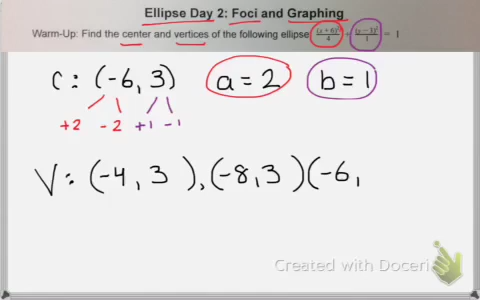 Ellipse Day 2: Foci and Graphing
Warm-Up: Find the center and vertices of the following ellipse (x + 6)²/4 + (y − 3)²/1 = 1
C: (-6, 3) a = 2 b = 1
+2 -2 +1 -1
V: (-4, 3), (-8, 3) (-6,
Created with Doceri